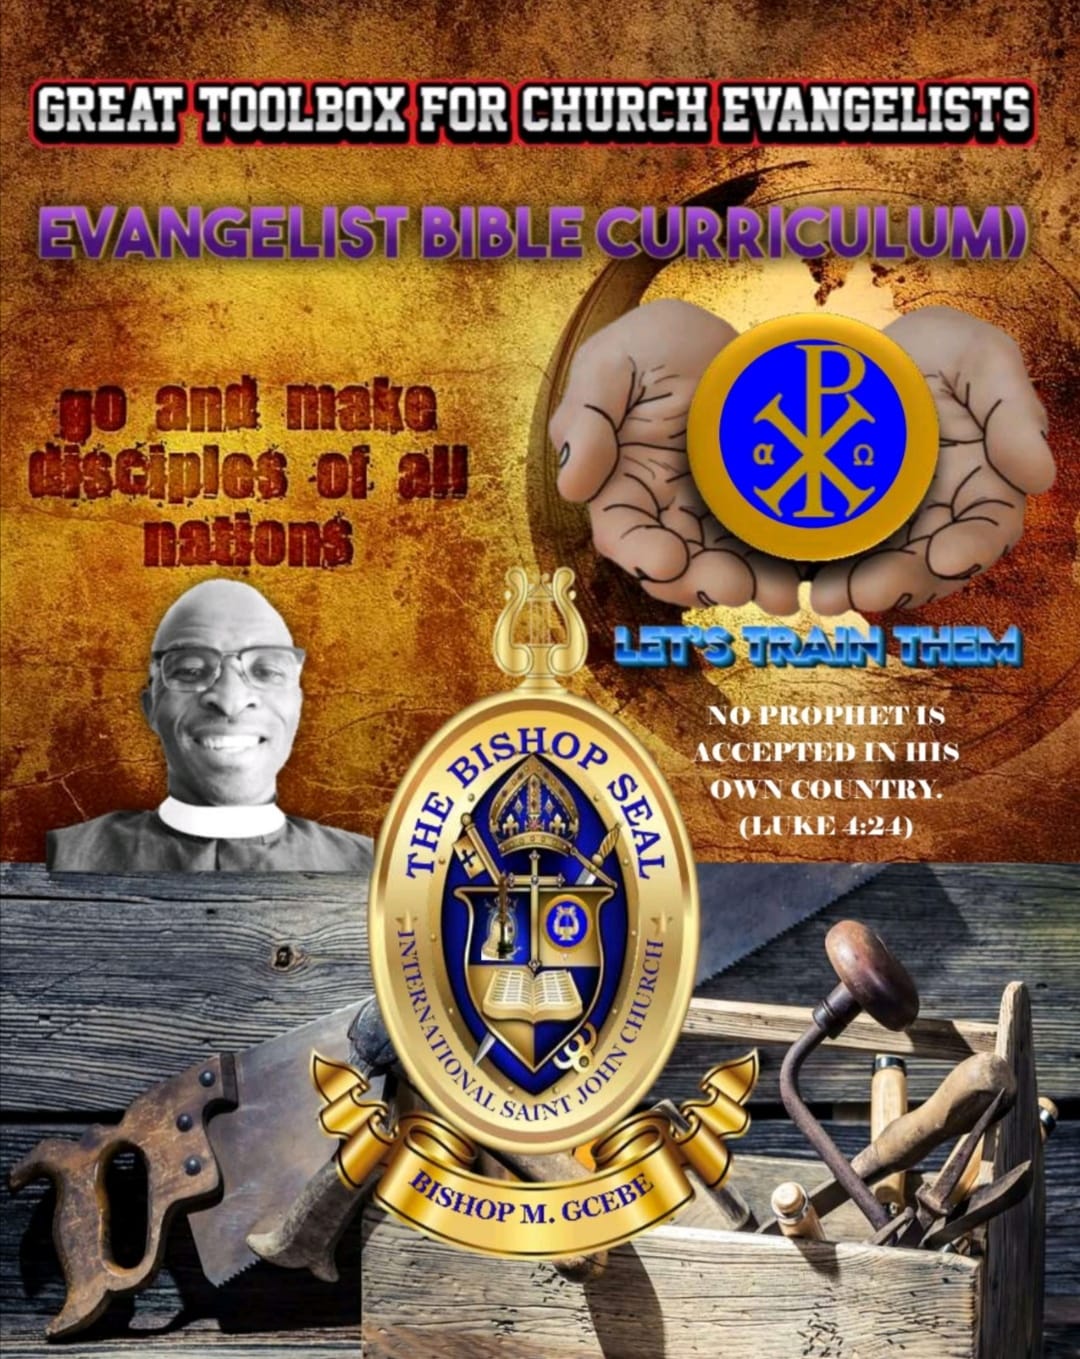 GREAT TOOLBOX FOR CHURCH EVANGELISTS
EVANGELIST BIBLE CURRICULUM)
go and make
disciples of all
nations
α Ω
LET'S TRAIN THEM
NO PROPHET IS
ACCEPTED IN HIS
OWN COUNTRY.
(LUKE 4:24)
THE BISHOP SEAL
INTERNATIONAL SAINT JOHN CHURCH
BISHOP M. GCEBE